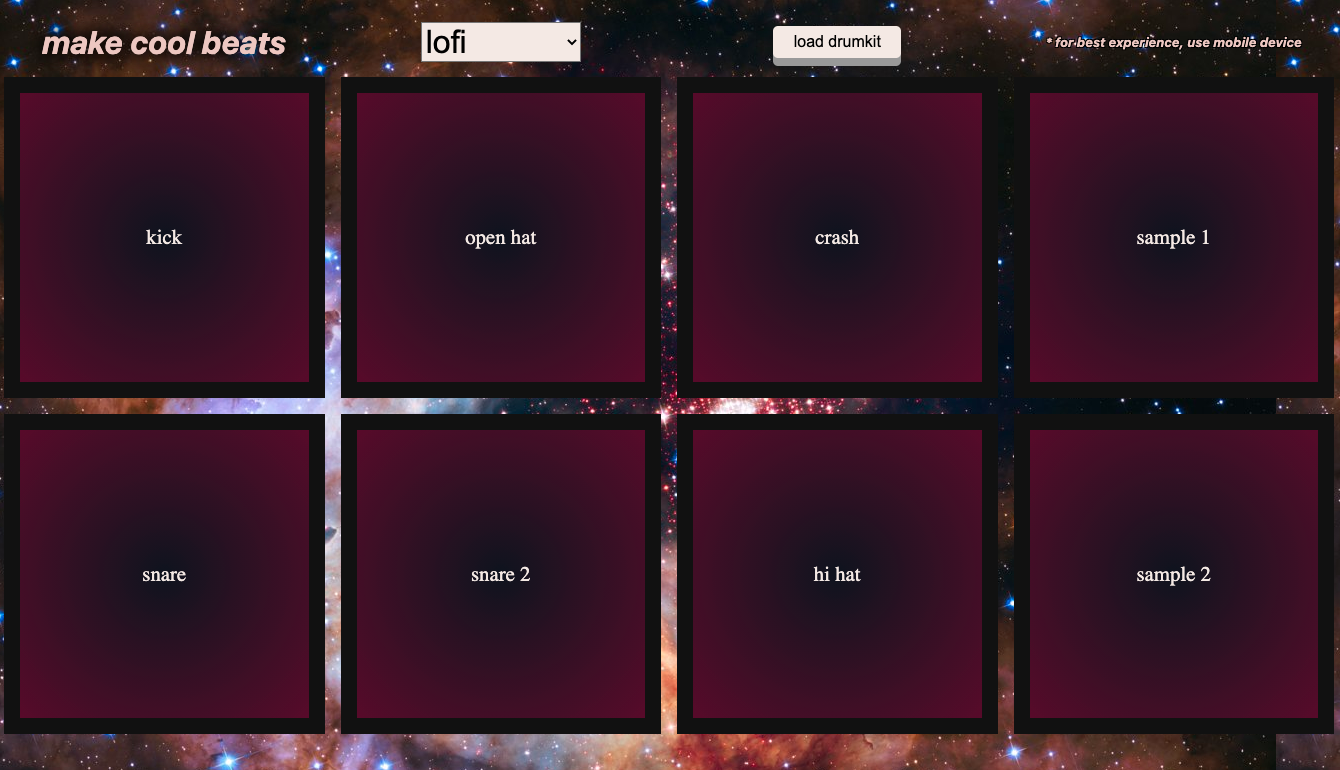 make cool beats
lofi
load drumkit
* for best experience, use mobile device
kick
open hat
crash
sample 1
snare
snare 2
hi hat
sample 2